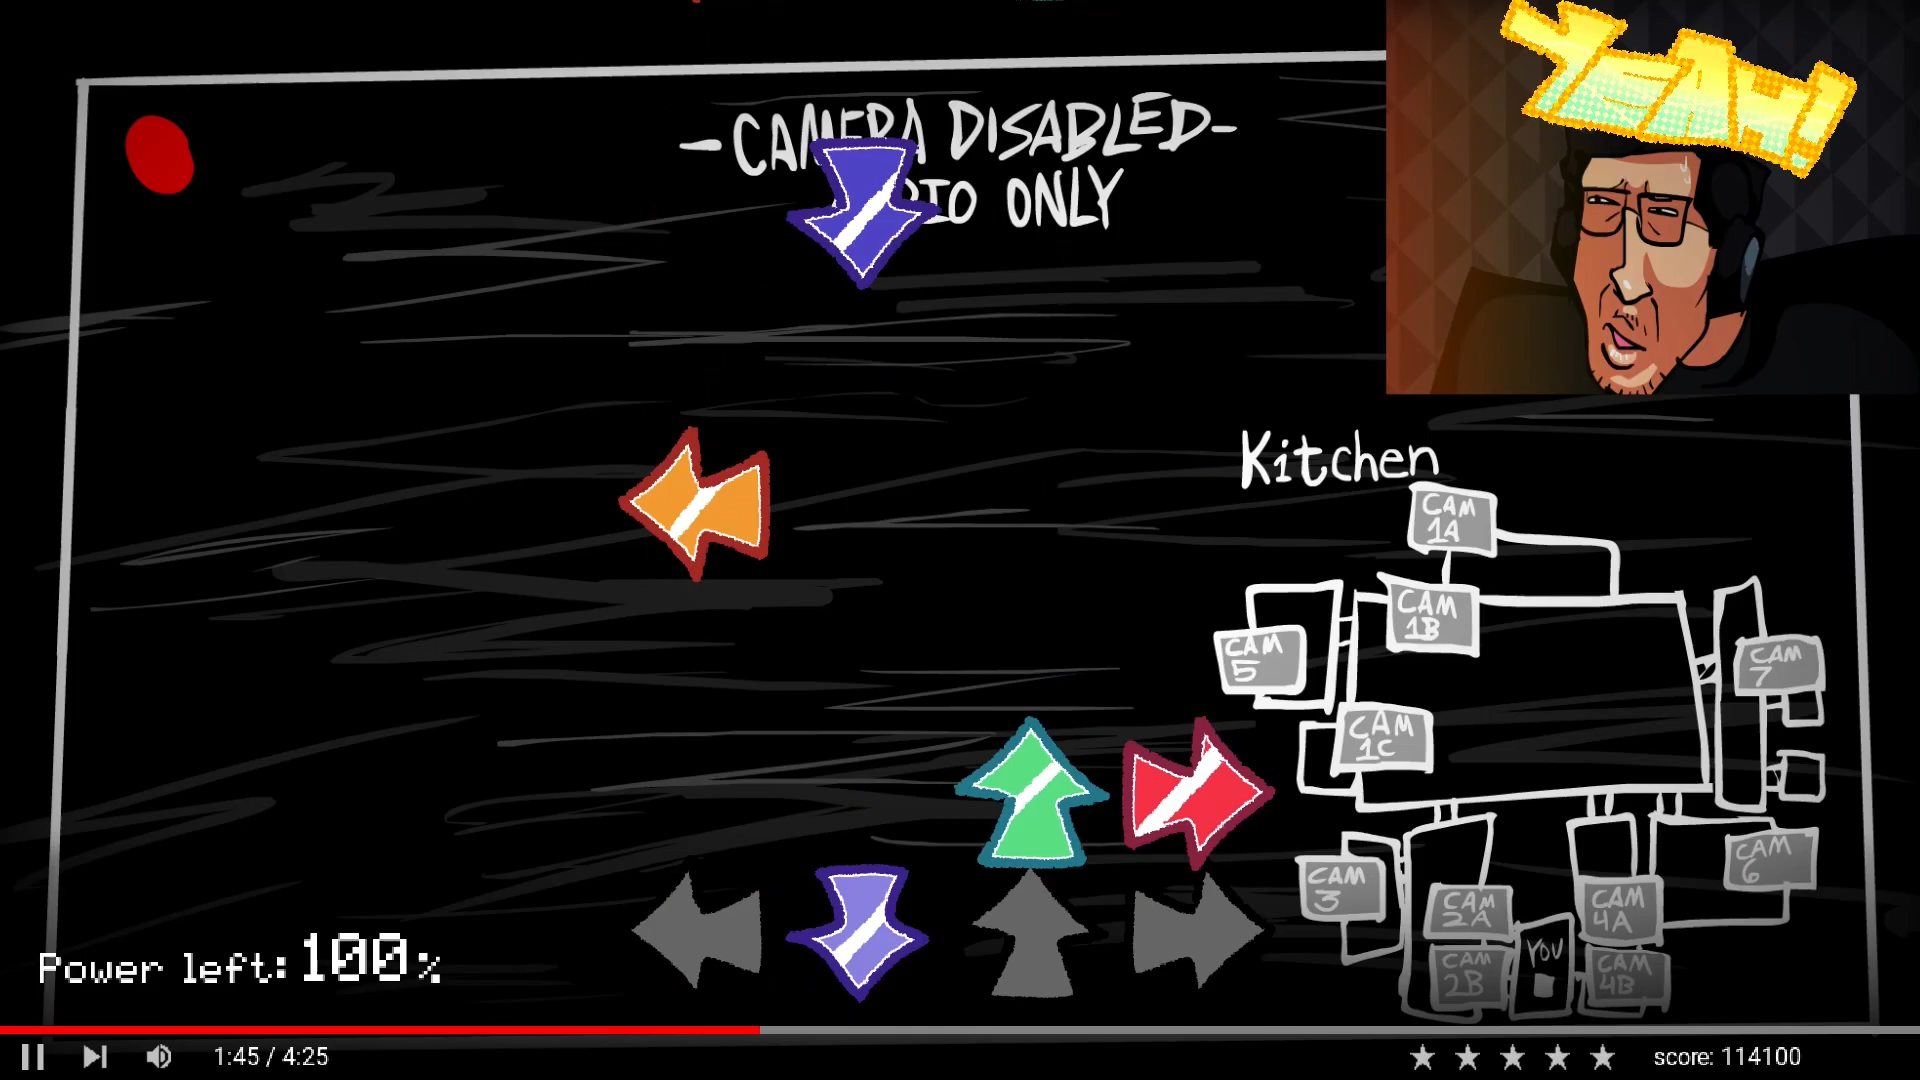 YEAH!
-CAMERA DISABLED-
ONLY
Kitchen
CAM
1A
CAM
1B
CAM
5
CAM
7
CAM
1C
CAM
3
CAM
2A
CAM
4A
CAM
6
YOU
CAM
2B
CAM
4B
Power left: 100%
1:45 / 4:25
score: 114100